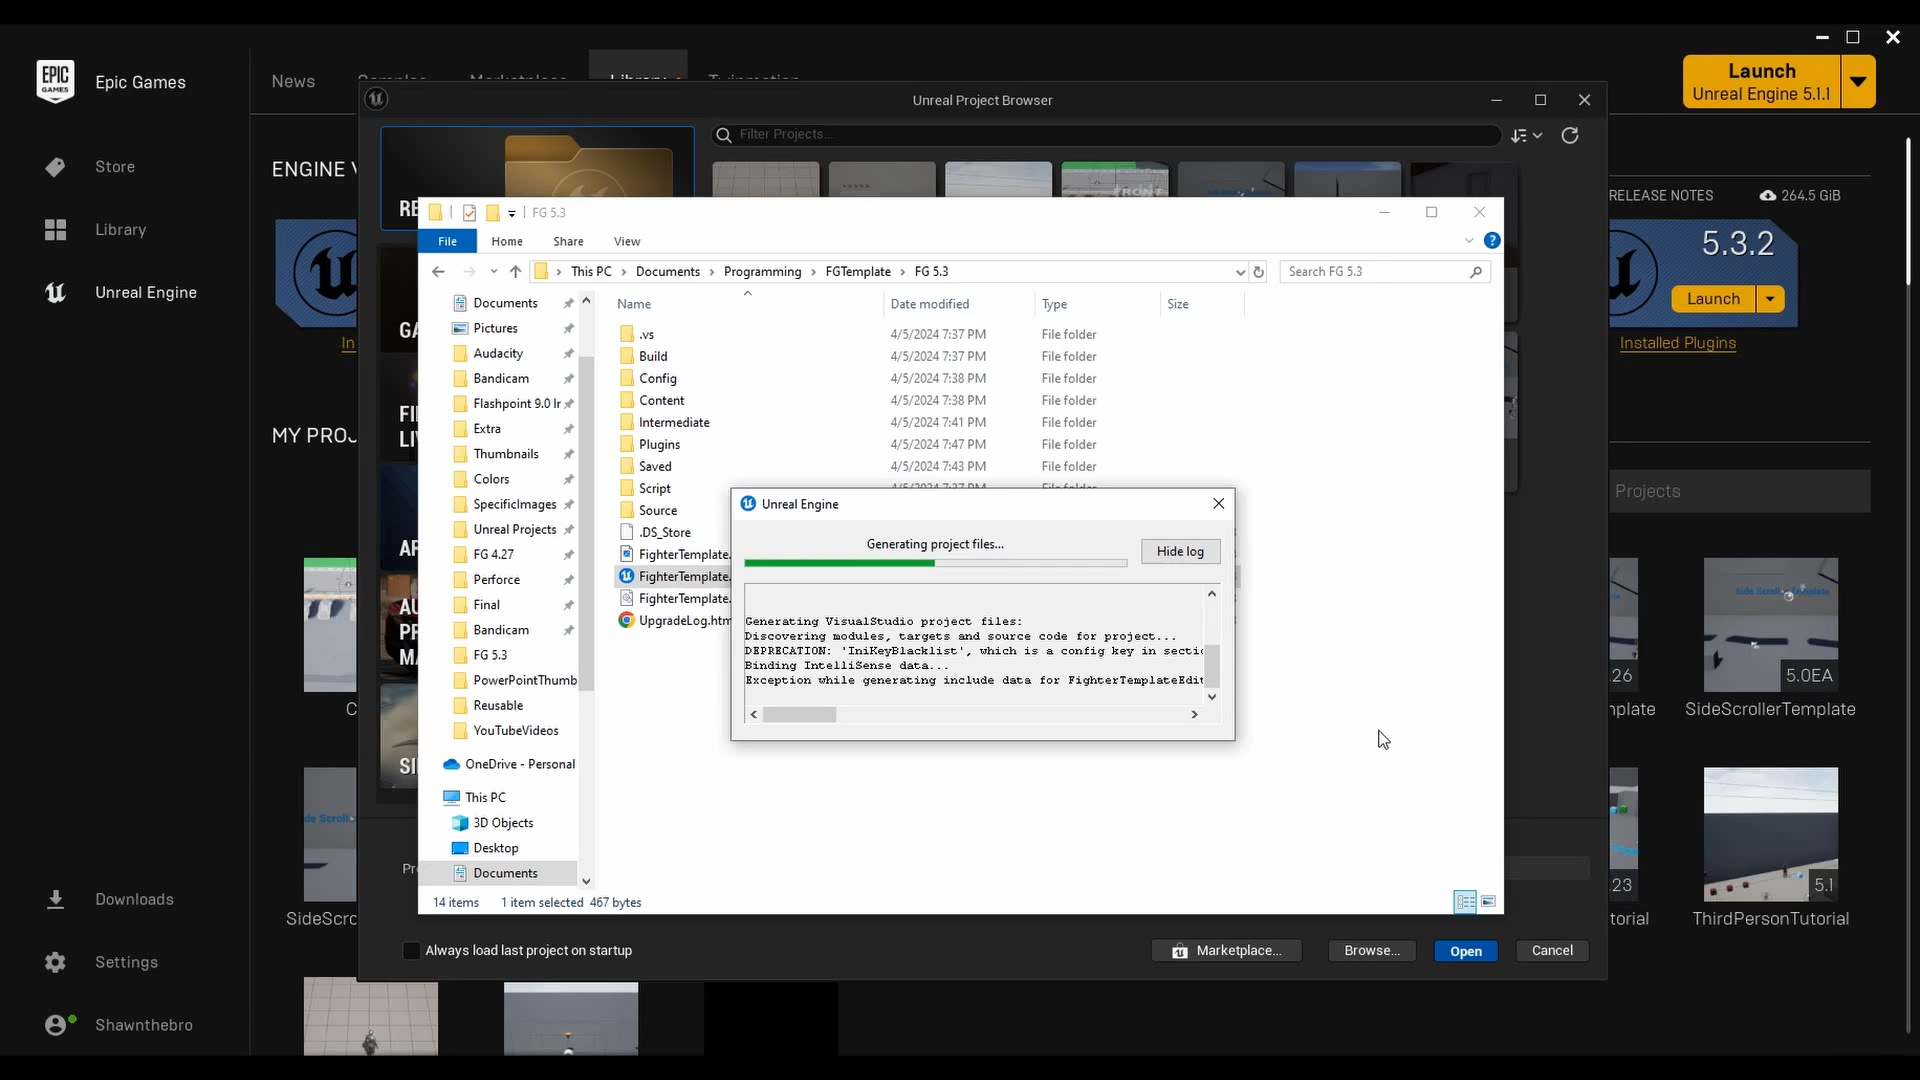 EPIC
GAMES
Epic Games
News
Launch
Unreal Engine 5.1.1
Unreal Project Browser
Filter Projects...
Store
Library
Unreal Engine
ENGINE
RELEASE NOTES
264.5 GiB
5.3.2
Launch
Installed Plugins
MY PROJ
Projects
FG 5.3
File
Home
Share
View
This PC
Documents
Programming
FGTemplate
FG 5.3
Search FG 5.3
Name
Date modified
Type
Size
Documents
Pictures
Audacity
Bandicam
Flashpoint 9.0 Ir
Extra
Thumbnails
Colors
SpecificImages
Unreal Projects
FG 4.27
Perforce
Final
Bandicam
FG 5.3
PowerPointThumb
Reusable
YouTubeVideos
OneDrive - Personal
This PC
3D Objects
Desktop
Documents
.vs 4/5/2024 7:37 PM File folder
Build 4/5/2024 7:37 PM File folder
Config 4/5/2024 7:38 PM File folder
Content 4/5/2024 7:38 PM File folder
Intermediate 4/5/2024 7:41 PM File folder
Plugins 4/5/2024 7:47 PM File folder
Saved 4/5/2024 7:43 PM File folder
Script 4/5/2024 7:37 PM File folder
Source
.DS_Store
FighterTemplate.
FighterTemplate.
FighterTemplate.
UpgradeLog.htm
Unreal Engine
Generating project files...
Hide log
Generating VisualStudio project files:
Discovering modules, targets and source code for project...
DEPRECATION: 'IniKeyBlacklist', which is a config key in sectio
Binding IntelliSense data...
Exception while generating include data for FighterTemplateEdit
14 items
1 item selected 467 bytes
Always load last project on startup
Marketplace...
Browse...
Open
Cancel
.26
5.0EA
mplate
SideScrollerTemplate
.23
5.1
torial
ThirdPersonTutorial
SideScro
Downloads
Settings
Shawnthebro